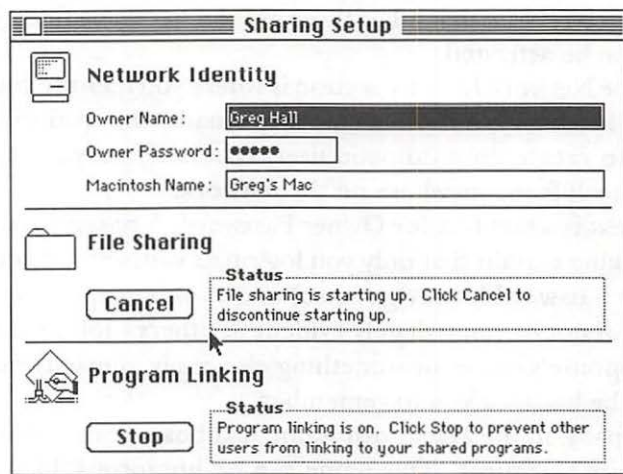 Sharing Setup
Network Identity
Owner Name:
Greg Hall
Owner Password:
●●●●●
Macintosh Name:
Greg's Mac
File Sharing
Status
Cancel
File sharing is starting up. Click Cancel to
discontinue starting up.
Program Linking
Status
Stop
Program linking is on. Click Stop to prevent other
users from linking to your shared programs.